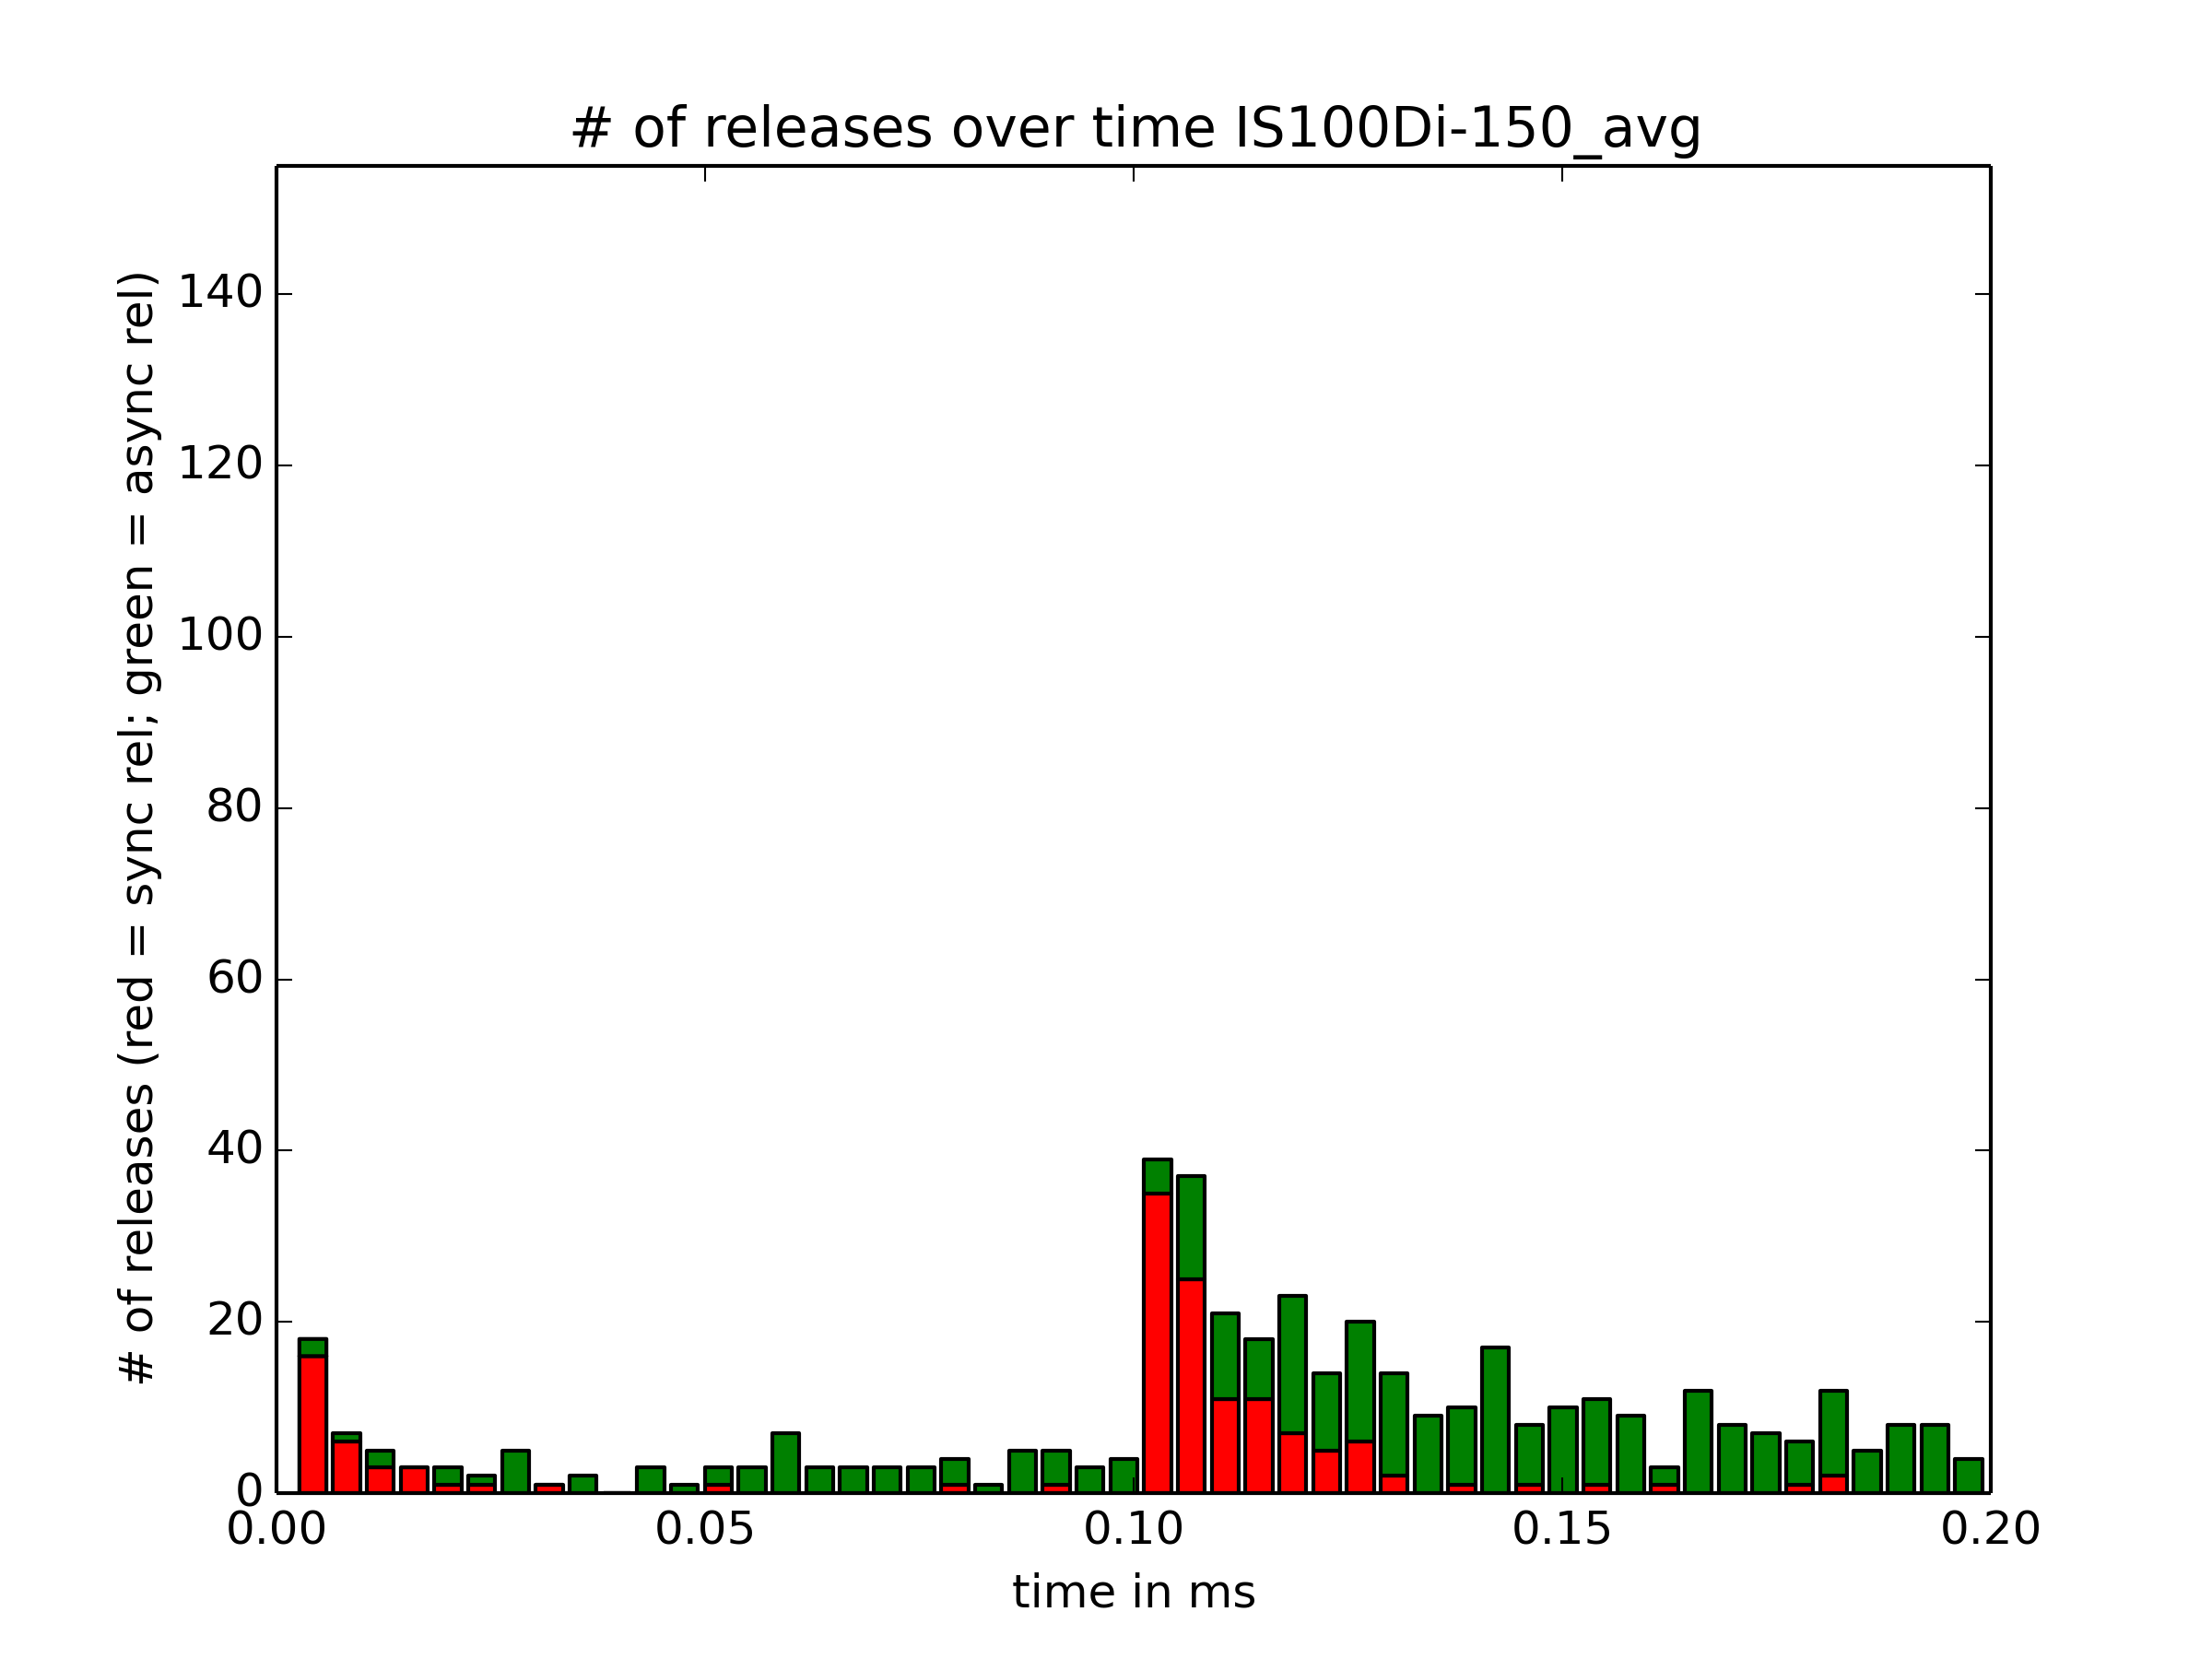 # of releases over time IS100Di-150_avg
# of releases (red = sync rel; green = async rel)
140
120
100
80
60
40
20
0
0.00 0.05 0.10 0.15 0.20
time in ms